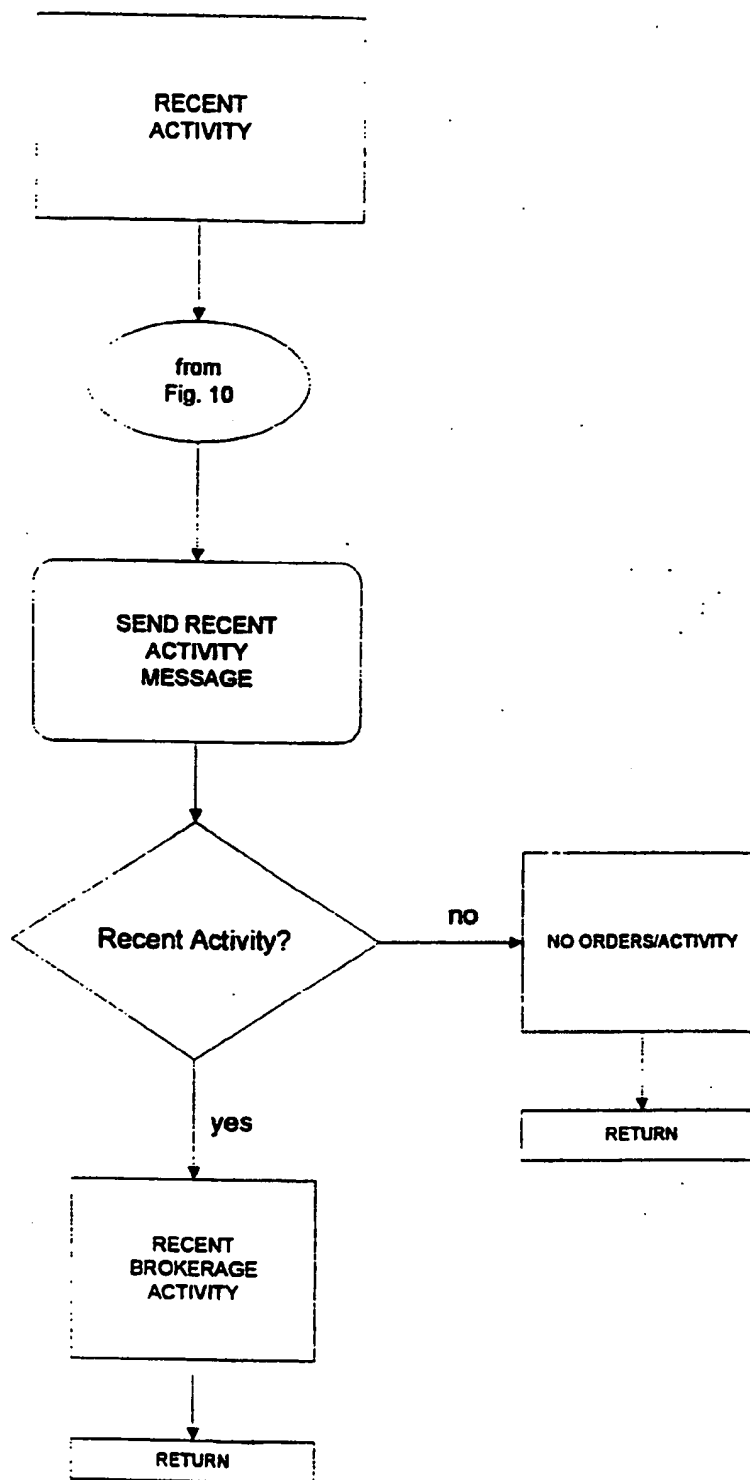 RECENT
ACTIVITY
from
Fig. 10
SEND RECENT
ACTIVITY
MESSAGE
Recent Activity?
no
NO ORDERS/ACTIVITY
RETURN
yes
RECENT
BROKERAGE
ACTIVITY
RETURN